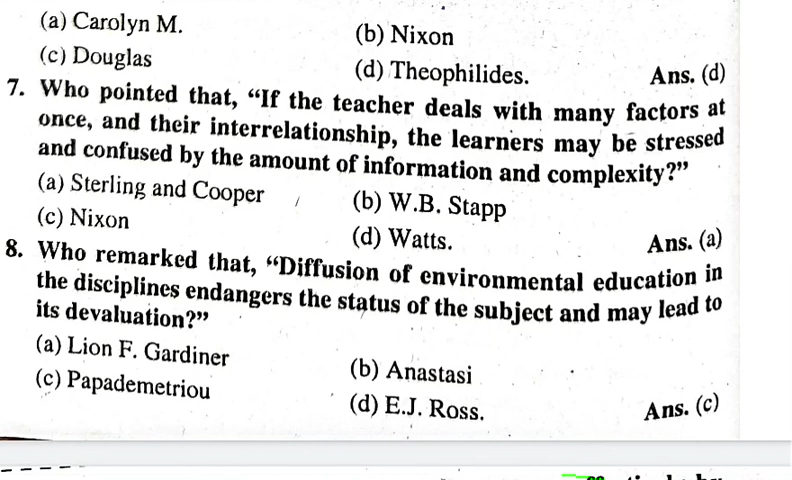 (a) Carolyn M. (b) Nixon
(c) Douglas (d) Theophilides. Ans. (d)
7. Who pointed that, “If the teacher deals with many factors at
once, and their interrelationship, the learners may be stressed
and confused by the amount of information and complexity?”
(a) Sterling and Cooper (b) W.B. Stapp
(c) Nixon (d) Watts. Ans. (a)
8. Who remarked that, “Diffusion of environmental education in
the disciplines endangers the status of the subject and may lead to
its devaluation?”
(a) Lion F. Gardiner (b) Anastasi
(c) Papademetriou (d) E.J. Ross. Ans. (c)